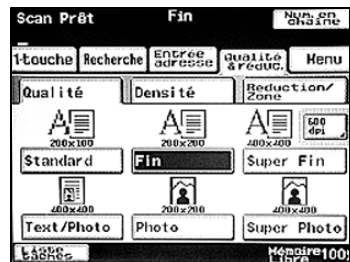 Scan Prêt Fin Num. en chaîne
1-touche Recherche Entrée adresse Qualité & réduc. Menu
Qualité Densité Reduction/ Zone
A A A 600 dpi
200x100 200x200 400x400
Standard Fin Super Fin
400x400 200x200 400x400
Text/Photo Photo Super Photo
Liste tâches Mémoire Libre 100%